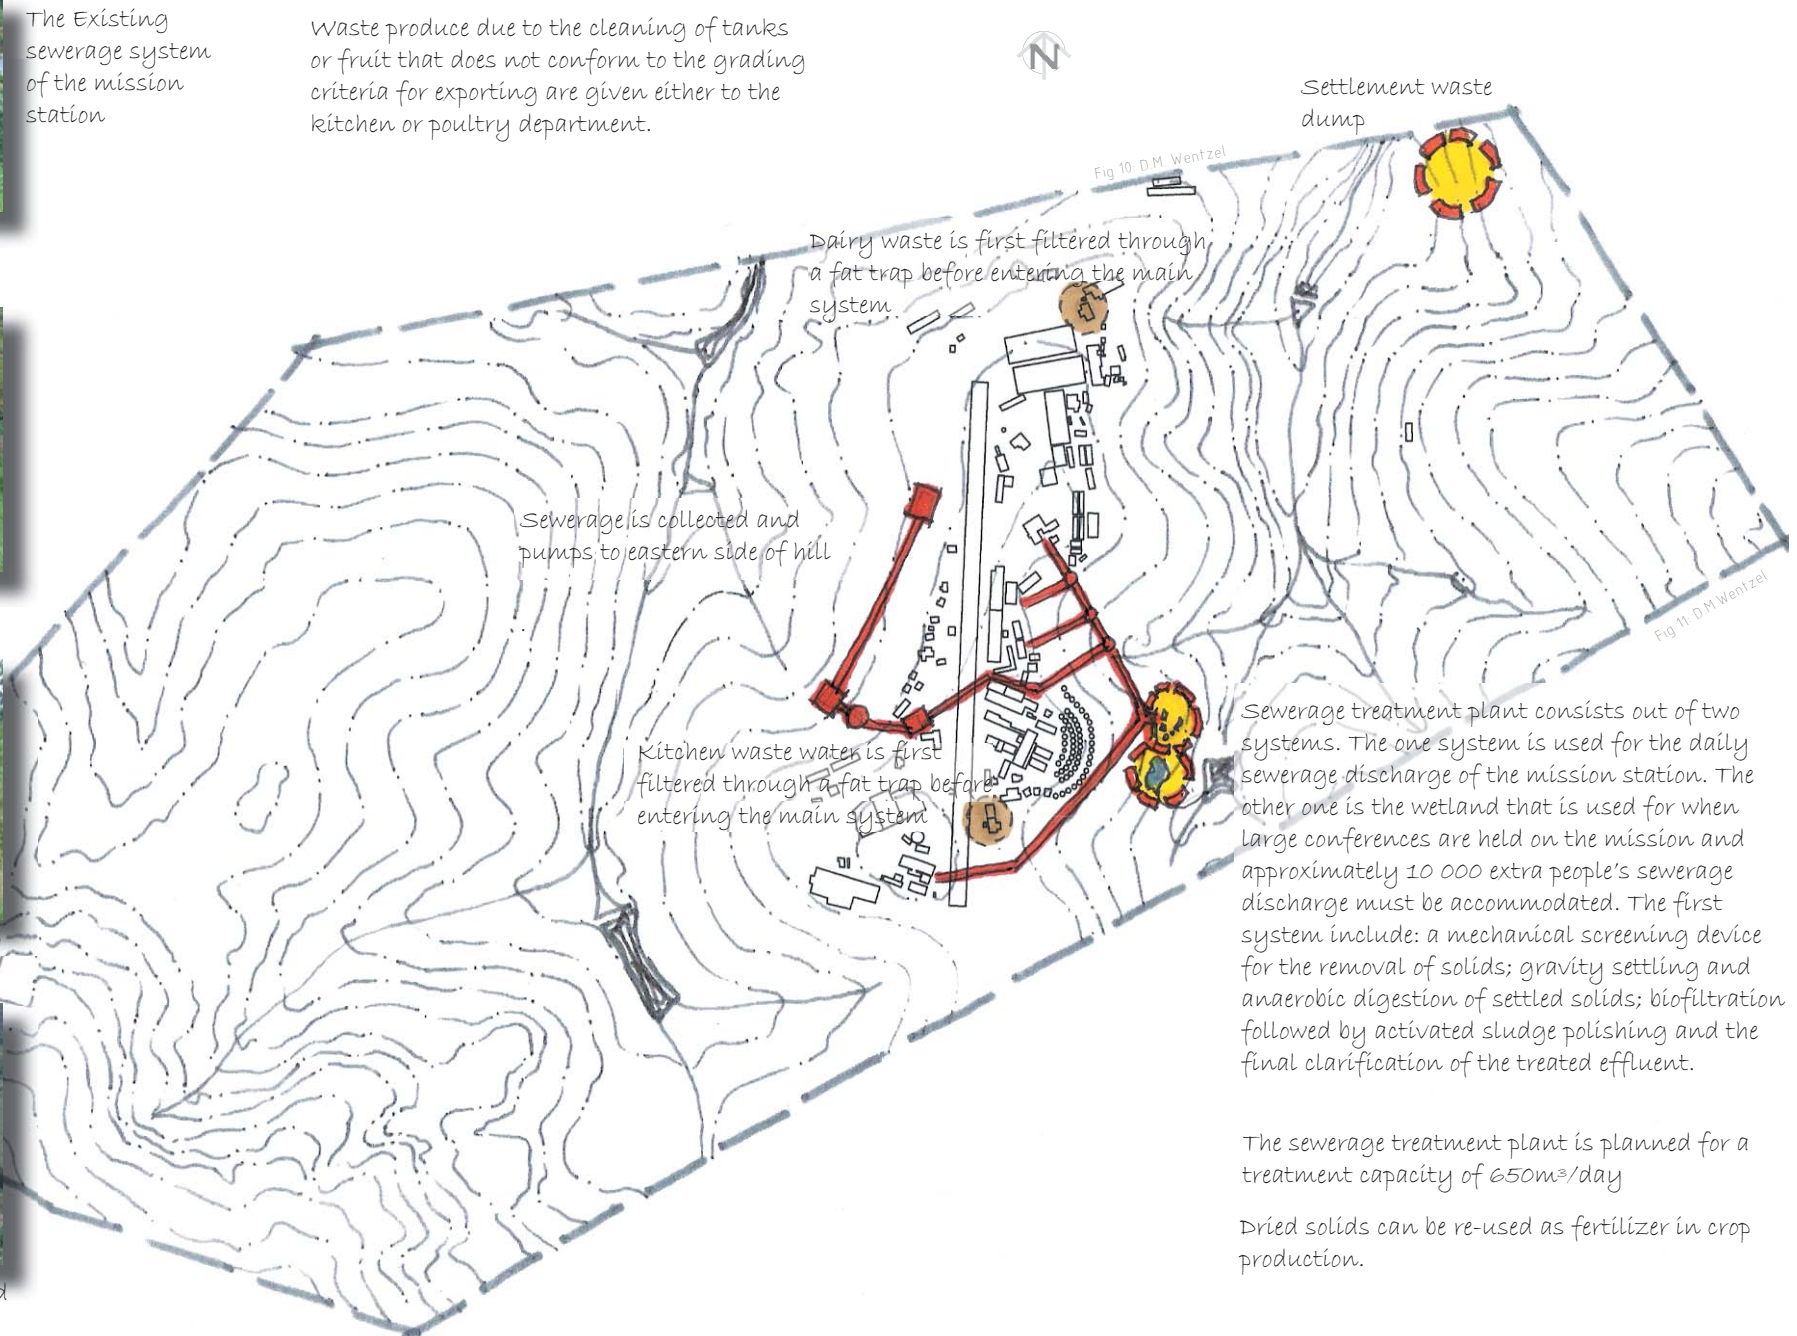 The Existing
sewerage system
of the mission
station
Waste produce due to the cleaning of tanks
or fruit that does not conform to the grading
criteria for exporting are given either to the
kitchen or poultry department.
N
Settlement waste
dump
Fig 10: D.M. Wentzel
Dairy waste is first filtered through
a fat trap before entering the main
system
Sewerage is collected and
pumps to eastern side of hill
Fig 11: D.M Wentzel
Kitchen waste water is first
filtered through a fat trap before
entering the main system
Sewerage treatment plant consists out of two
systems. The one system is used for the daily
sewerage discharge of the mission station. The
other one is the wetland that is used for when
large conferences are held on the mission and
approximately 10 000 extra people's sewerage
discharge must be accommodated. The first
system include: a mechanical screening device
for the removal of solids; gravity settling and
anaerobic digestion of settled solids; biofiltration
followed by activated sludge polishing and the
final clarification of the treated effluent.
The sewerage treatment plant is planned for a
treatment capacity of 650m³/day
Dried solids can be re-used as fertilizer in crop
production.